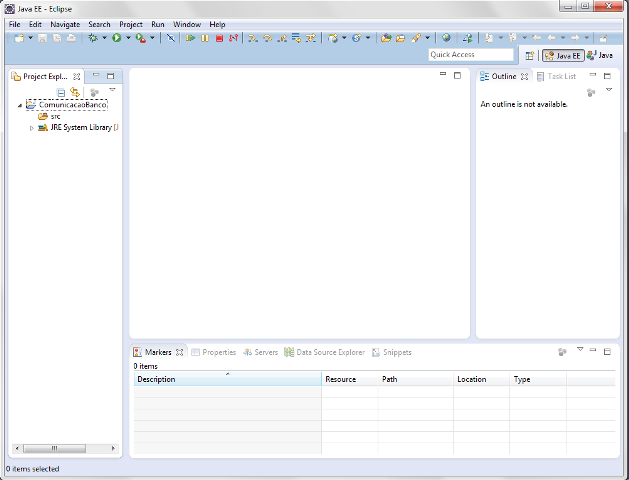 Java EE - Eclipse
File Edit Navigate Search Project Run Window Help
Quick Access
Java EE Java
Project Expl...
ComunicacaoBanco
src
JRE System Library [J
Outline Task List
An outline is not available.
Markers Properties Servers Data Source Explorer Snippets
0 items
Description Resource Path Location Type
0 items selected